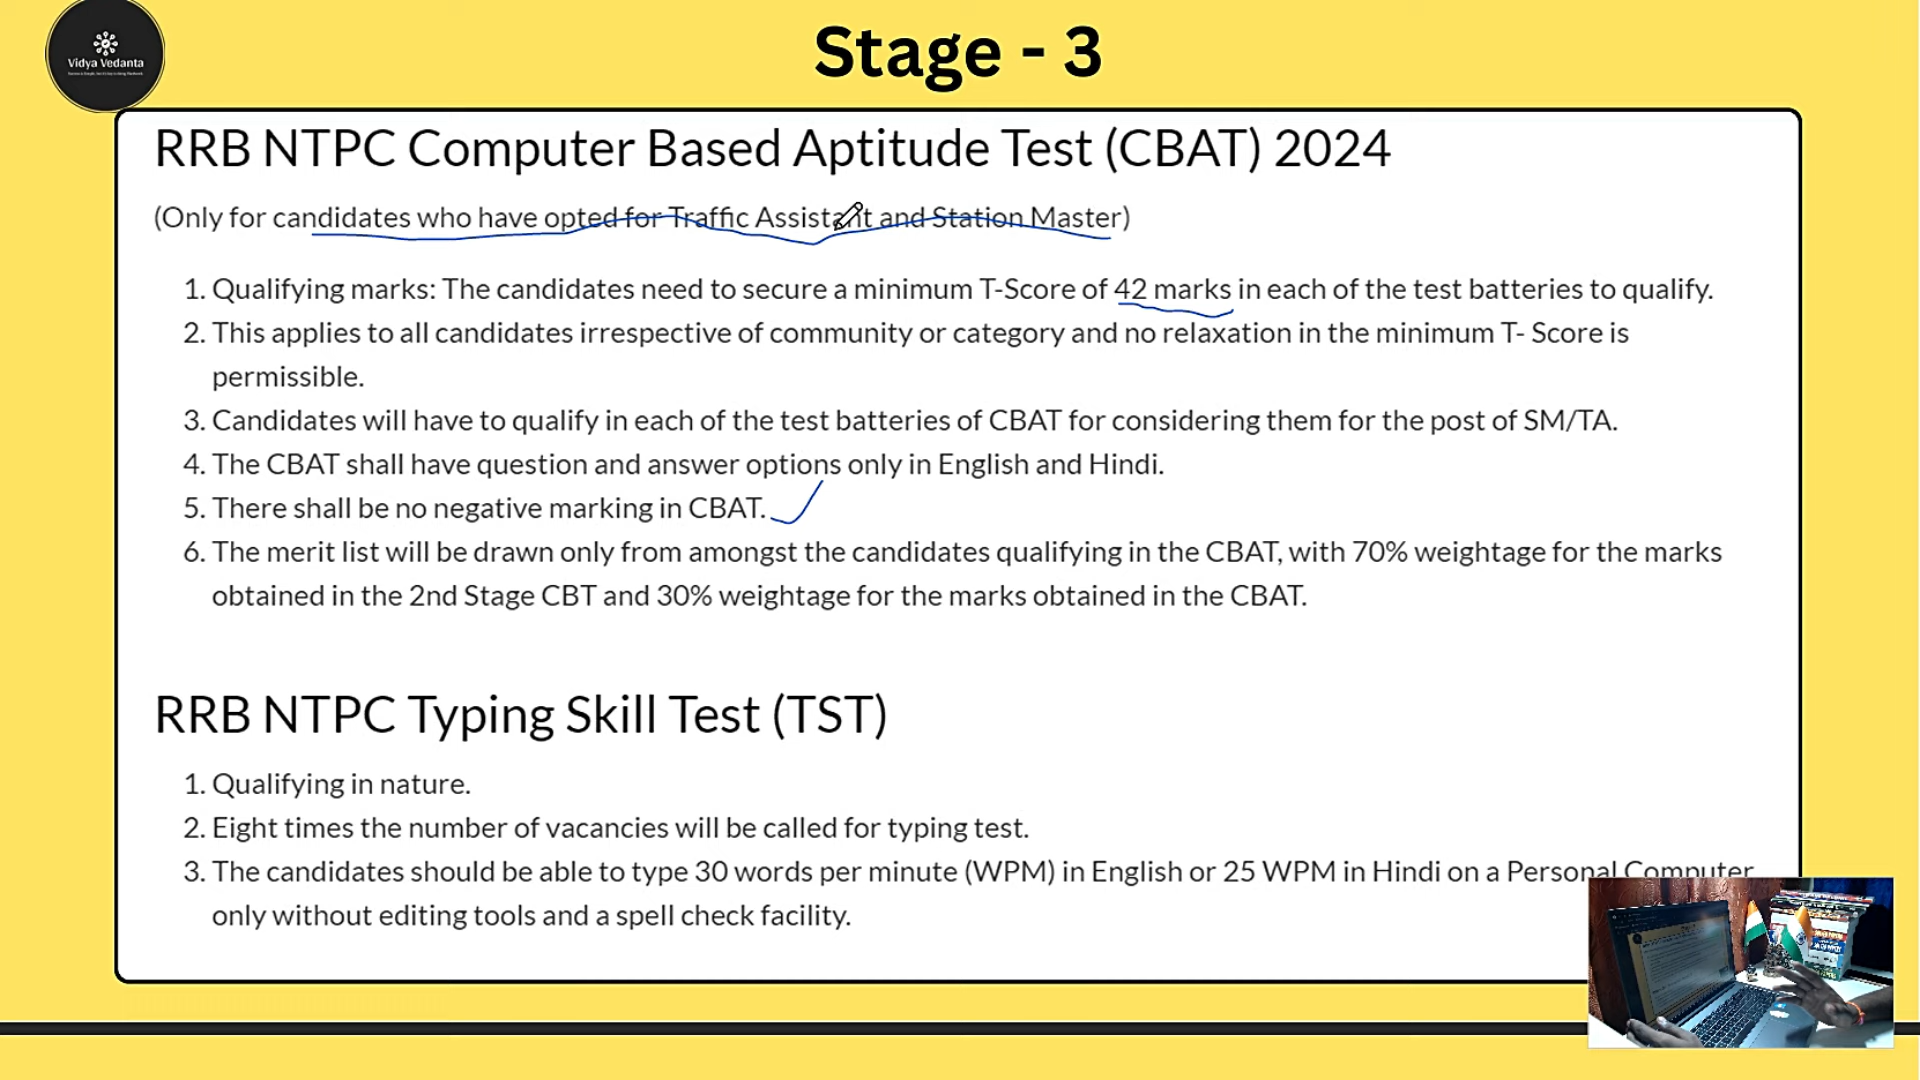 Stage - 3
Vidya Vedanta
RRB NTPC Computer Based Aptitude Test (CBAT) 2024
(Only for candidates who have opted for Traffic Assistant and Station Master)
1. Qualifying marks: The candidates need to secure a minimum T-Score of 42 marks in each of the test batteries to qualify.
2. This applies to all candidates irrespective of community or category and no relaxation in the minimum T- Score is
permissible.
3. Candidates will have to qualify in each of the test batteries of CBAT for considering them for the post of SM/TA.
4. The CBAT shall have question and answer options only in English and Hindi.
5. There shall be no negative marking in CBAT.
6. The merit list will be drawn only from amongst the candidates qualifying in the CBAT, with 70% weightage for the marks
obtained in the 2nd Stage CBT and 30% weightage for the marks obtained in the CBAT.
RRB NTPC Typing Skill Test (TST)
1. Qualifying in nature.
2. Eight times the number of vacancies will be called for typing test.
3. The candidates should be able to type 30 words per minute (WPM) in English or 25 WPM in Hindi on a Personal Computer
only without editing tools and a spell check facility.